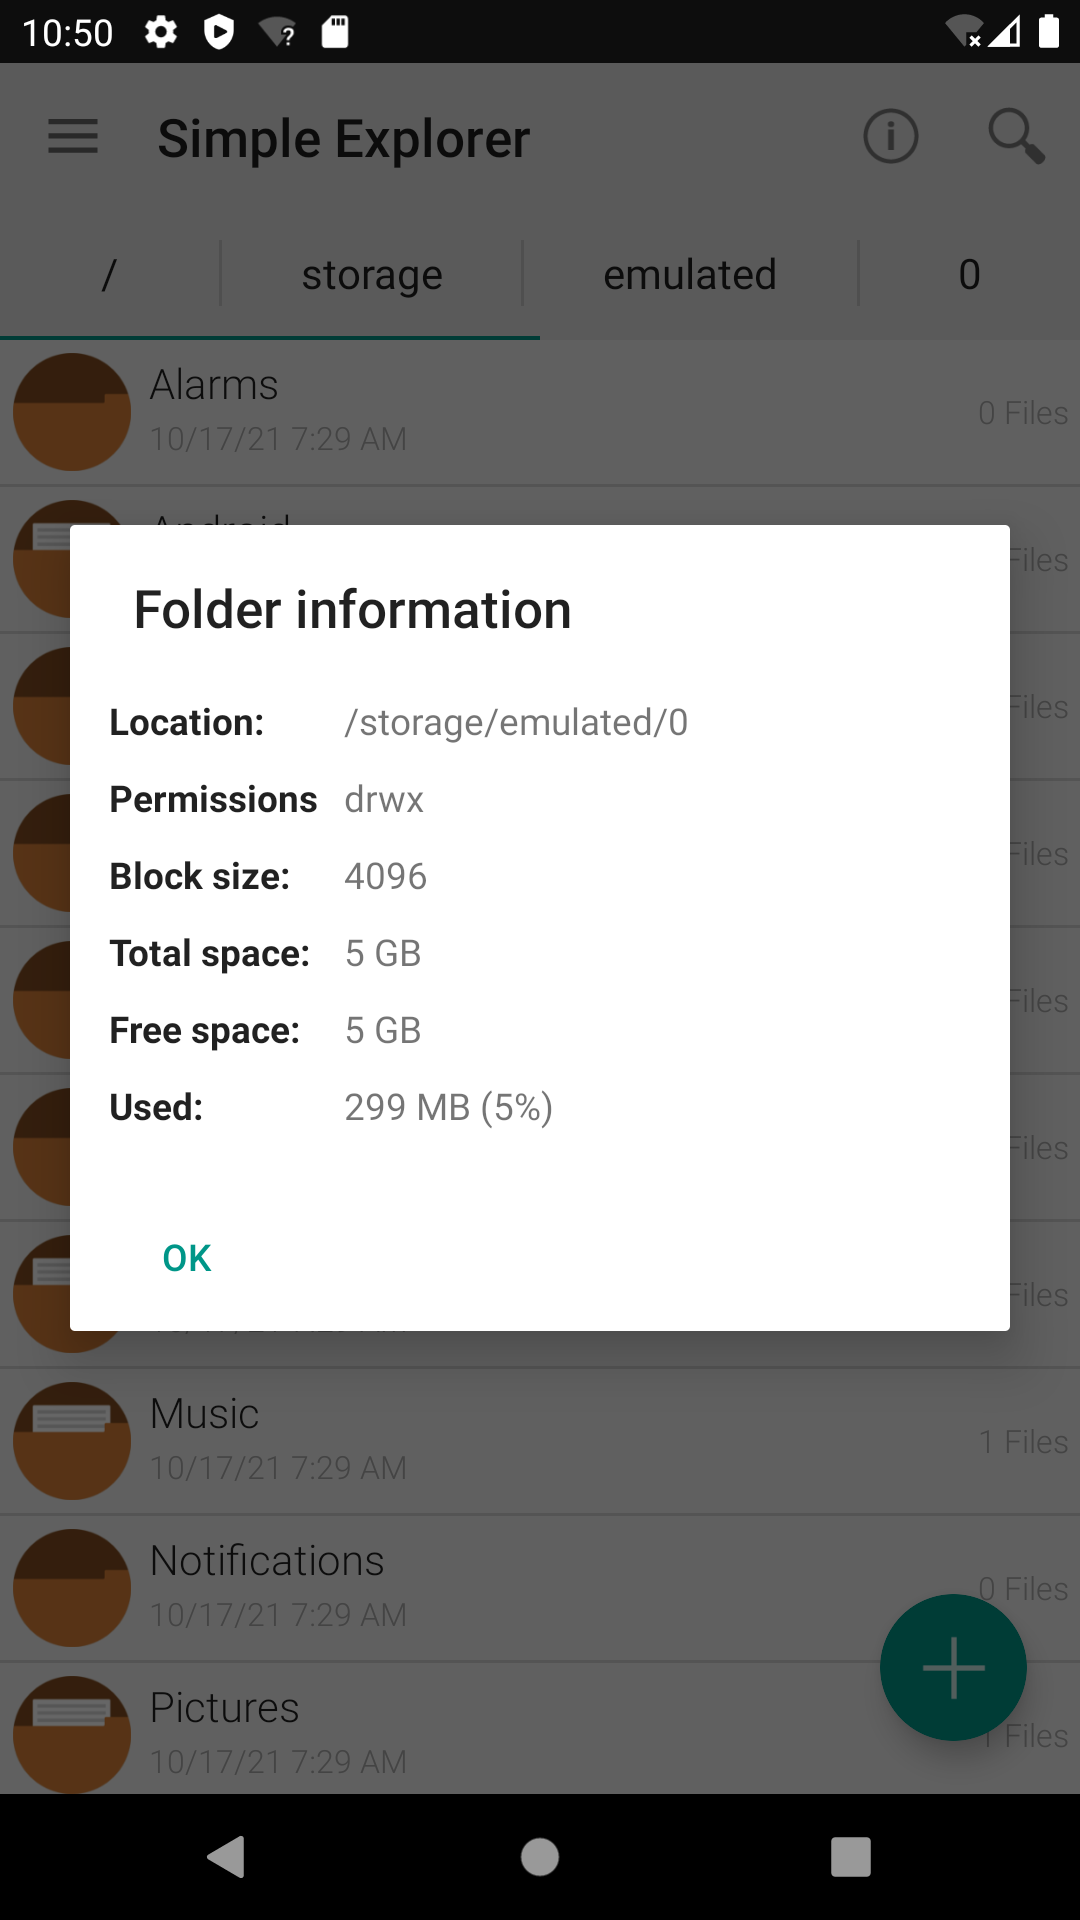 10:50
Simple Explorer
/ storage emulated 0
Alarms
10/17/21 7:29 AM
0 Files
Files
Folder information
Location: /storage/emulated/0
Files
Permissions drwx
Files
Block size: 4096
Total space: 5 GB
Files
Free space: 5 GB
Used: 299 MB (5%)
Files
OK
Files
Music
10/17/21 7:29 AM
1 Files
Notifications
10/17/21 7:29 AM
0 Files
Pictures
10/17/21 7:29 AM
1 Files